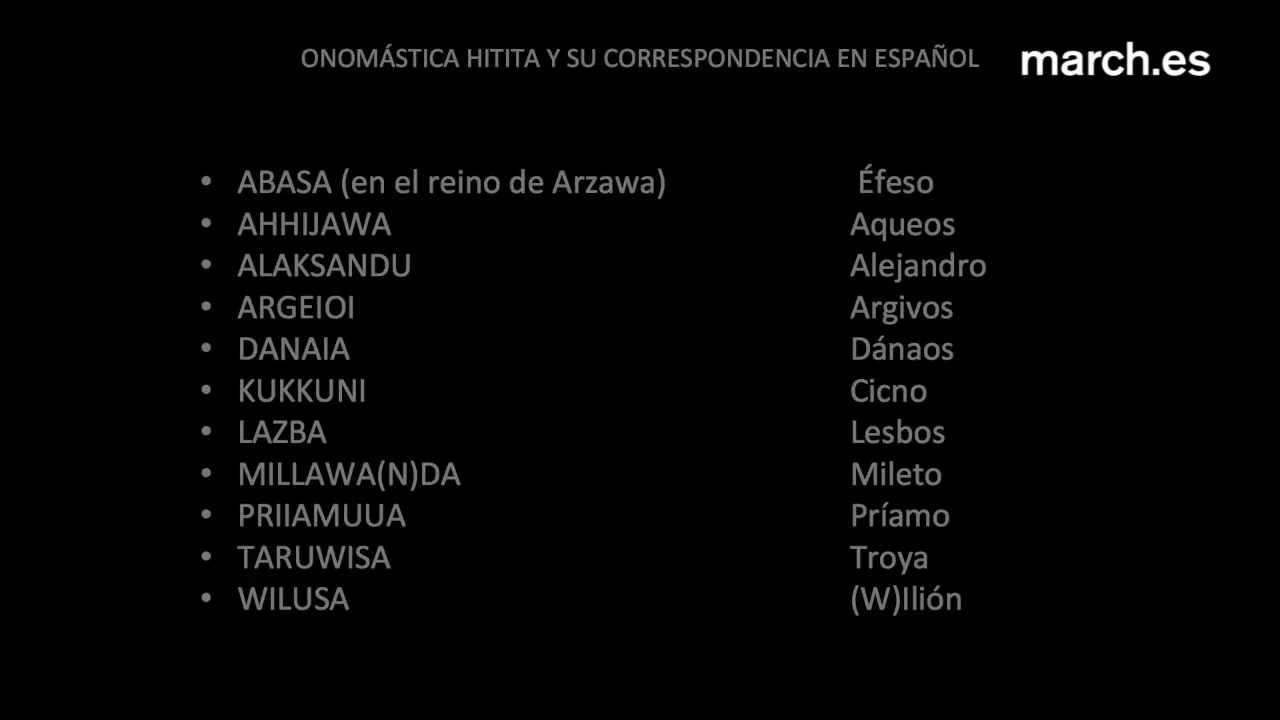 ONOMÁSTICA HITITA Y SU CORRESPONDENCIA EN ESPAÑOL march.es
• ABASA (en el reino de Arzawa) Éfeso
• AHHIJAWA Aqueos
• ALAKSANDU Alejandro
• ARGEIOI Argivos
• DANAIA Dánaos
• KUKKUNI Cicno
• LAZBA Lesbos
• MILLAWA(N)DA Mileto
• PRIIAMUUA Príamo
• TARUWISA Troya
• WILUSA (W)Ilión